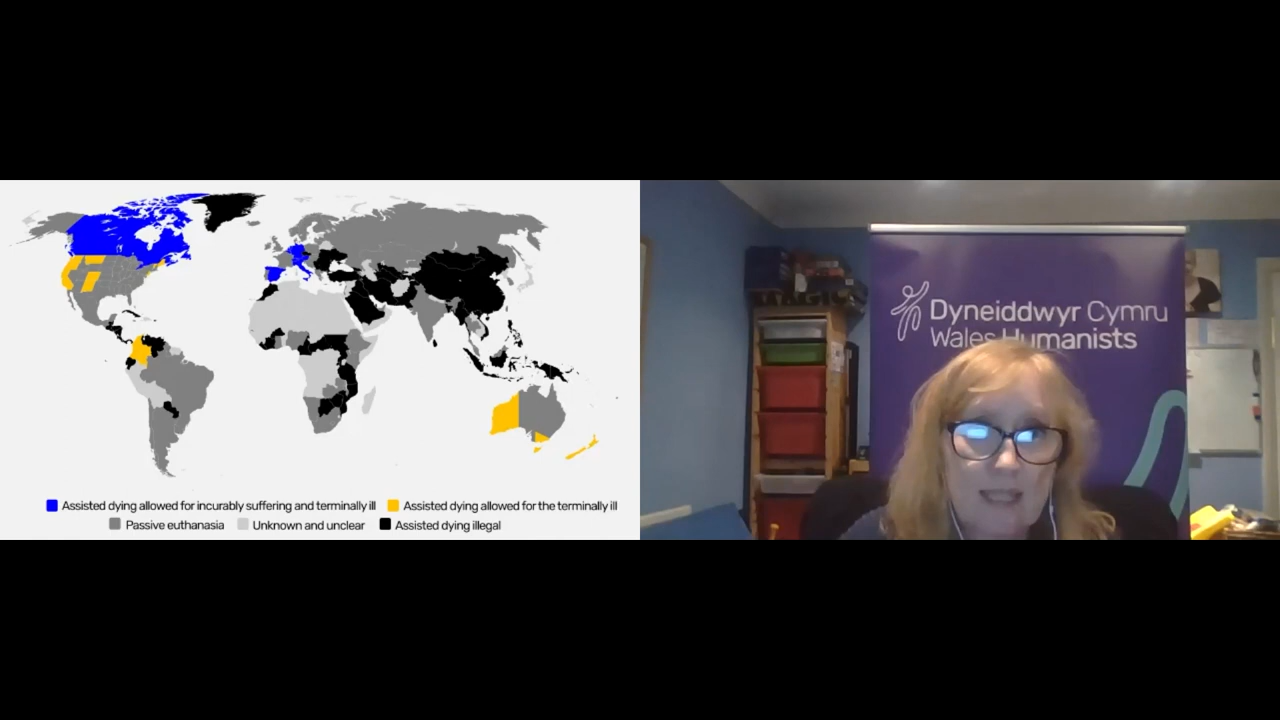 Assisted dying allowed for incurably suffering and terminally ill
Assisted dying allowed for the terminally ill
Passive euthanasia
Unknown and unclear
Assisted dying illegal
Dyneiddwyr Cymru
Wales Humanists